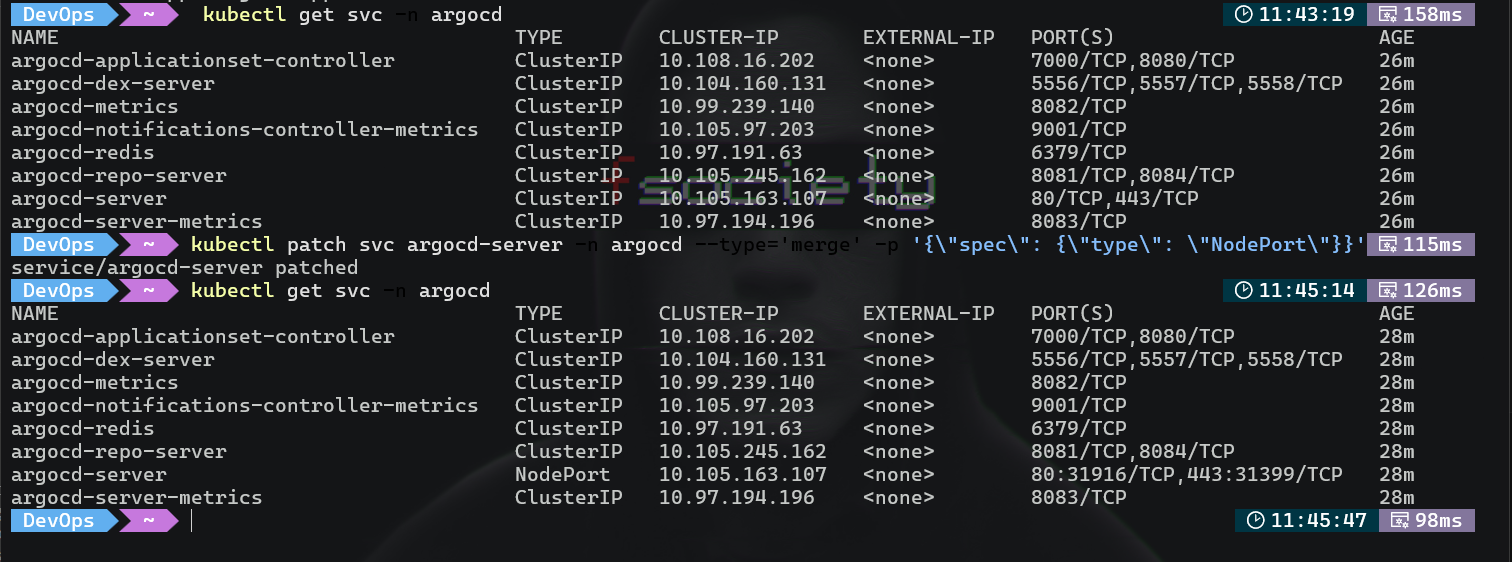 DevOps ~ kubectl get svc -n argocd 11:43:19 158ms
NAME TYPE CLUSTER-IP EXTERNAL-IP PORT(S) AGE
argocd-applicationset-controller ClusterIP 10.108.16.202 <none> 7000/TCP,8080/TCP 26m
argocd-dex-server ClusterIP 10.104.160.131 <none> 5556/TCP,5557/TCP,5558/TCP 26m
argocd-metrics ClusterIP 10.99.239.140 <none> 8082/TCP 26m
argocd-notifications-controller-metrics ClusterIP 10.105.97.203 <none> 9001/TCP 26m
argocd-redis ClusterIP 10.97.191.63 <none> 6379/TCP 26m
argocd-repo-server ClusterIP 10.105.245.162 <none> 8081/TCP,8084/TCP 26m
fsociety
argocd-server ClusterIP 10.105.163.107 <none> 80/TCP,443/TCP 26m
argocd-server-metrics ClusterIP 10.97.194.196 <none> 8083/TCP 26m
DevOps ~ kubectl patch svc argocd-server -n argocd --type='merge' -p '{\"spec\": {\"type\": \"NodePort\"}}' 115ms
service/argocd-server patched
DevOps ~ kubectl get svc -n argocd 11:45:14 126ms
NAME TYPE CLUSTER-IP EXTERNAL-IP PORT(S) AGE
argocd-applicationset-controller ClusterIP 10.108.16.202 <none> 7000/TCP,8080/TCP 28m
argocd-dex-server ClusterIP 10.104.160.131 <none> 5556/TCP,5557/TCP,5558/TCP 28m
argocd-metrics ClusterIP 10.99.239.140 <none> 8082/TCP 28m
argocd-notifications-controller-metrics ClusterIP 10.105.97.203 <none> 9001/TCP 28m
argocd-redis ClusterIP 10.97.191.63 <none> 6379/TCP 28m
argocd-repo-server ClusterIP 10.105.245.162 <none> 8081/TCP,8084/TCP 28m
argocd-server NodePort 10.105.163.107 <none> 80:31916/TCP,443:31399/TCP 28m
argocd-server-metrics ClusterIP 10.97.194.196 <none> 8083/TCP 28m
DevOps ~ 11:45:47 98ms